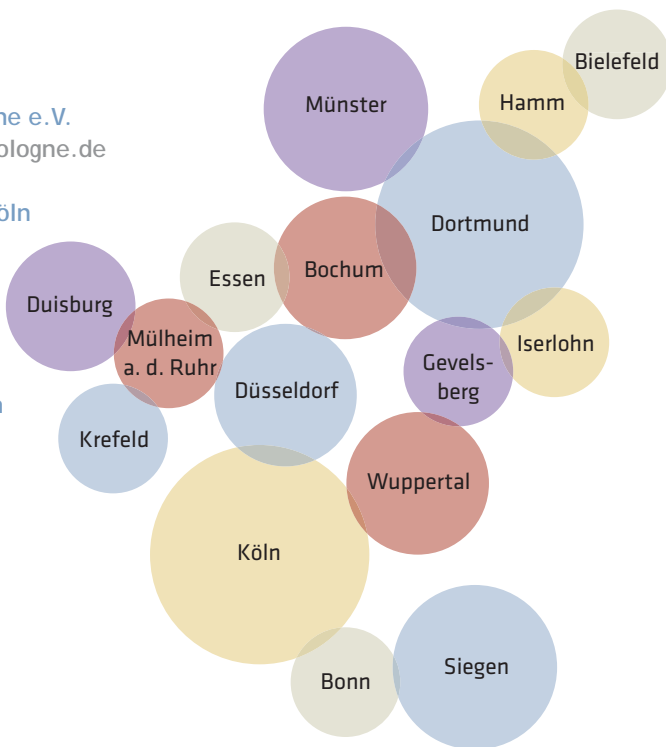 ne e.V.
ologne.de
öln
Bielefeld
Hamm
Münster
Dortmund
Bochum
Essen
Duisburg
Mülheim
a. d. Ruhr
Iserlohn
Gevels-
berg
Düsseldorf
Krefeld
Wuppertal
Köln
Siegen
Bonn